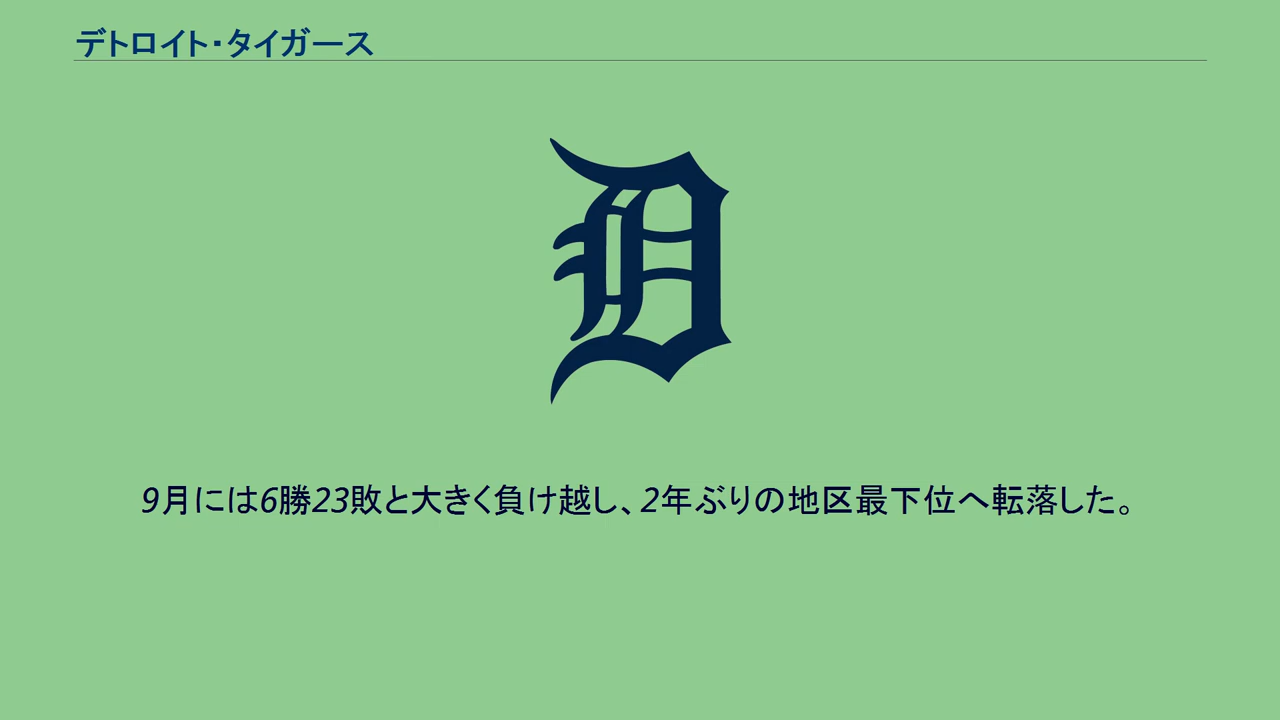 デトロイト・タイガース
D
9月には6勝23敗と大きく負け越し、2年ぶりの地区最下位へ転落した。